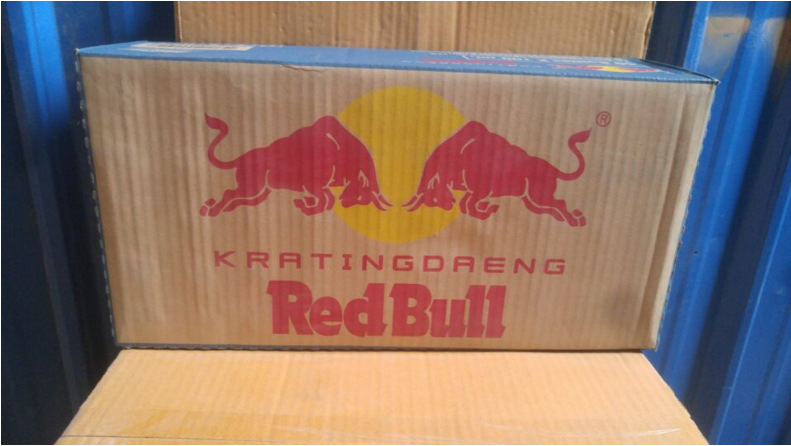 ®
KRATINGDAENG
Red Bull